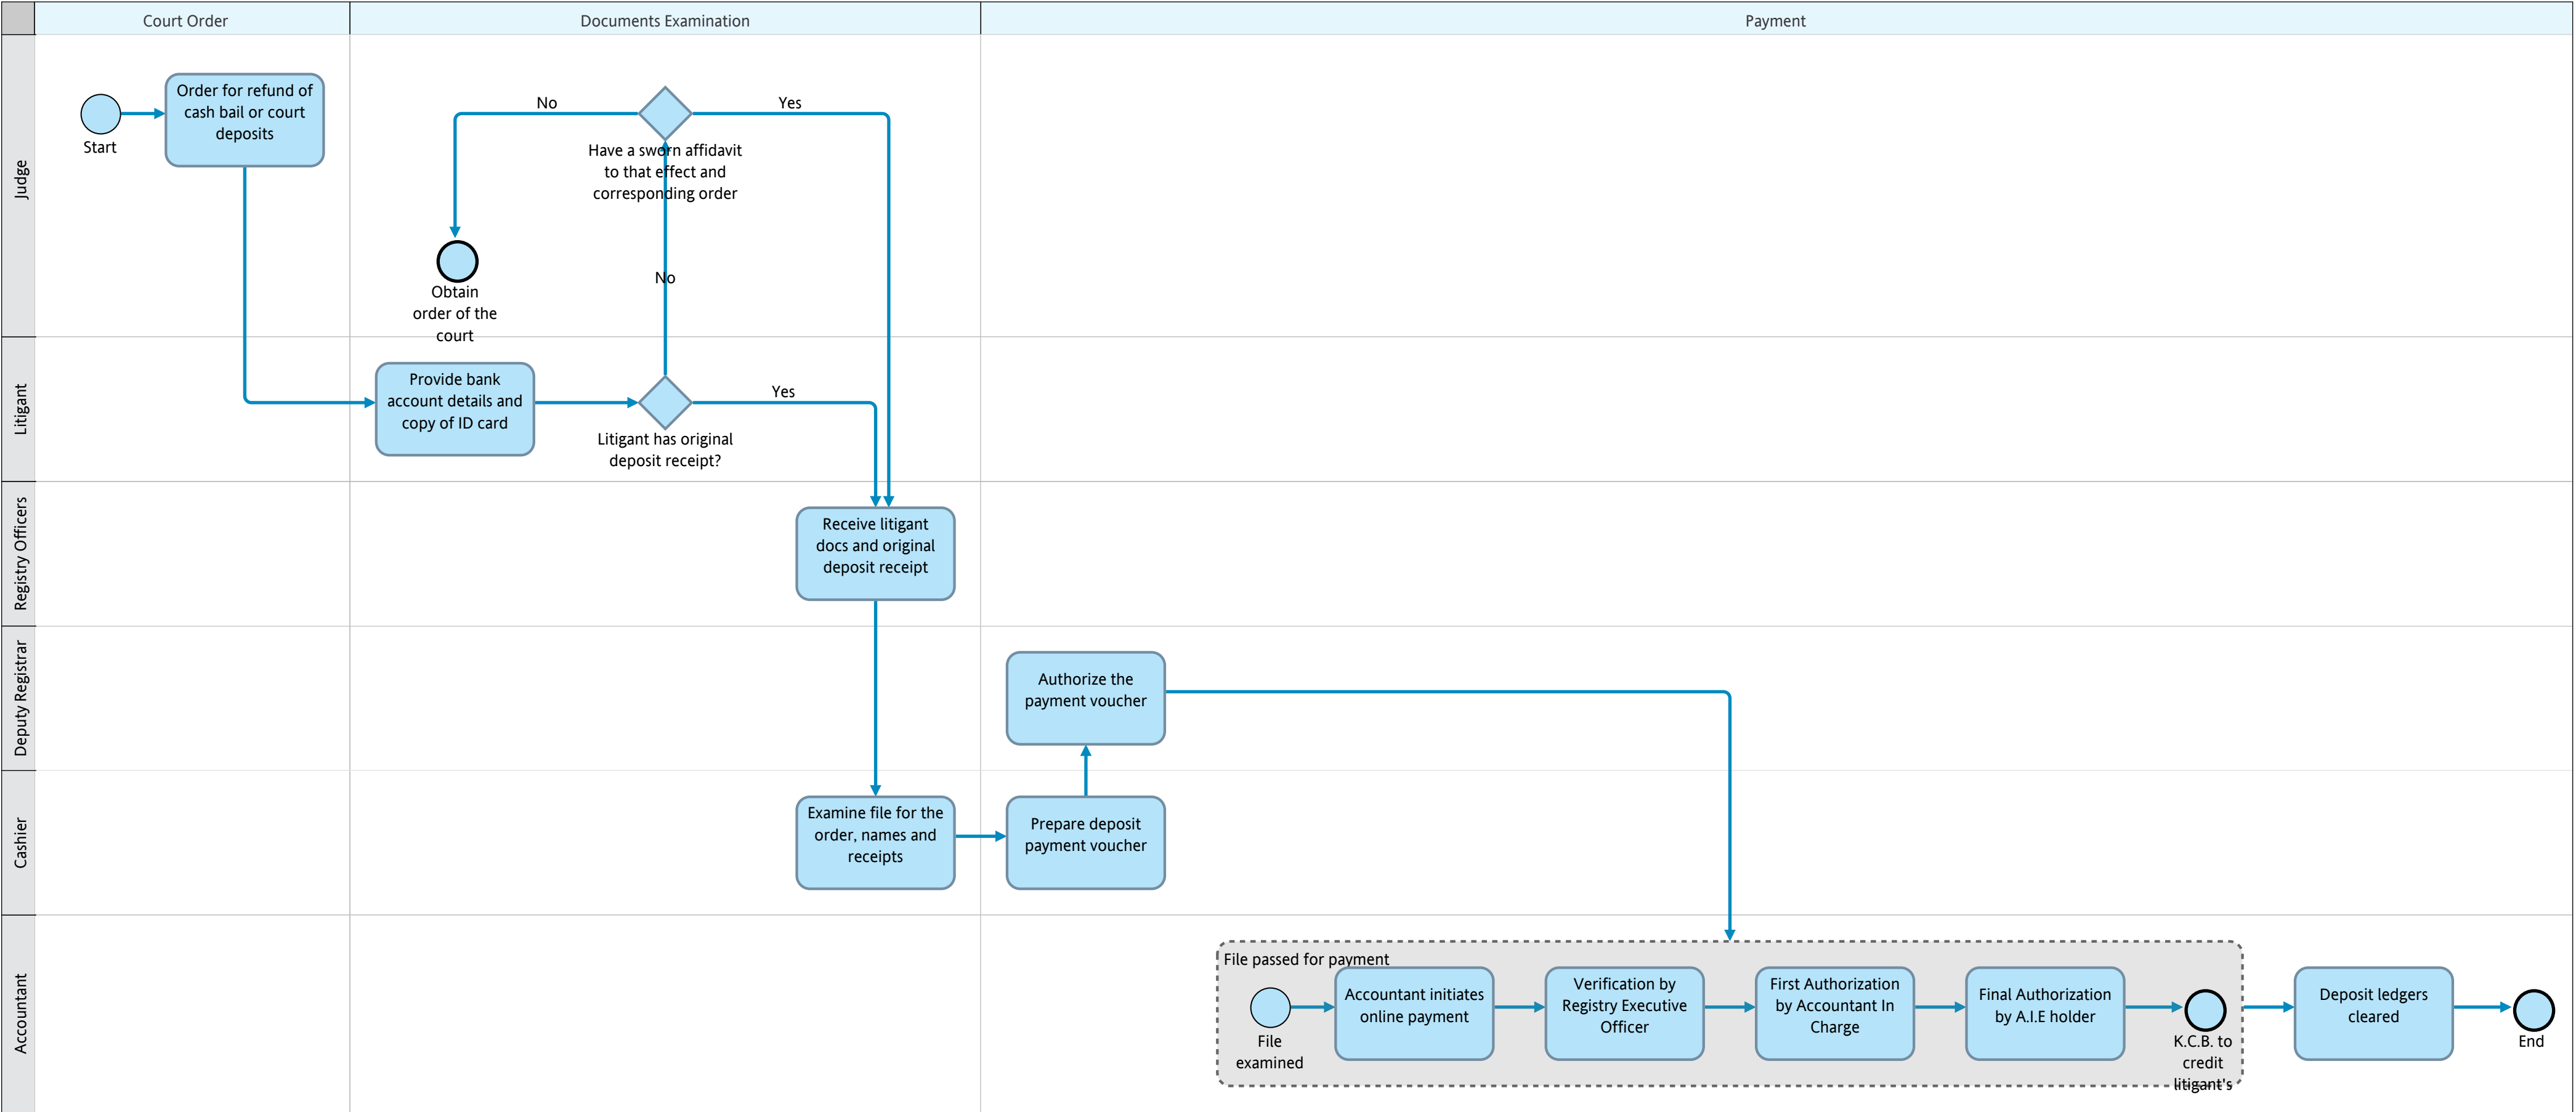 Court Order
Documents Examination
Payment
Judge
Start
Order for refund of
cash bail or court
deposits
No
Yes
Have a sworn affidavit
to that effect and
corresponding order
No
Obtain
order of the
court
Litigant
Provide bank
account details and
copy of ID card
Yes
Litigant has original
deposit receipt?
Registry Officers
Receive litigant
docs and original
deposit receipt
Deputy Registrar
Authorize the
payment voucher
Cashier
Examine file for the
order, names and
receipts
Prepare deposit
payment voucher
Accountant
File passed for payment
File
examined
Accountant initiates
online payment
Verification by
Registry Executive
Officer
First Authorization
by Accountant In
Charge
Final Authorization
by A.I.E holder
K.C.B. to
credit
litigant's
Deposit ledgers
cleared
End